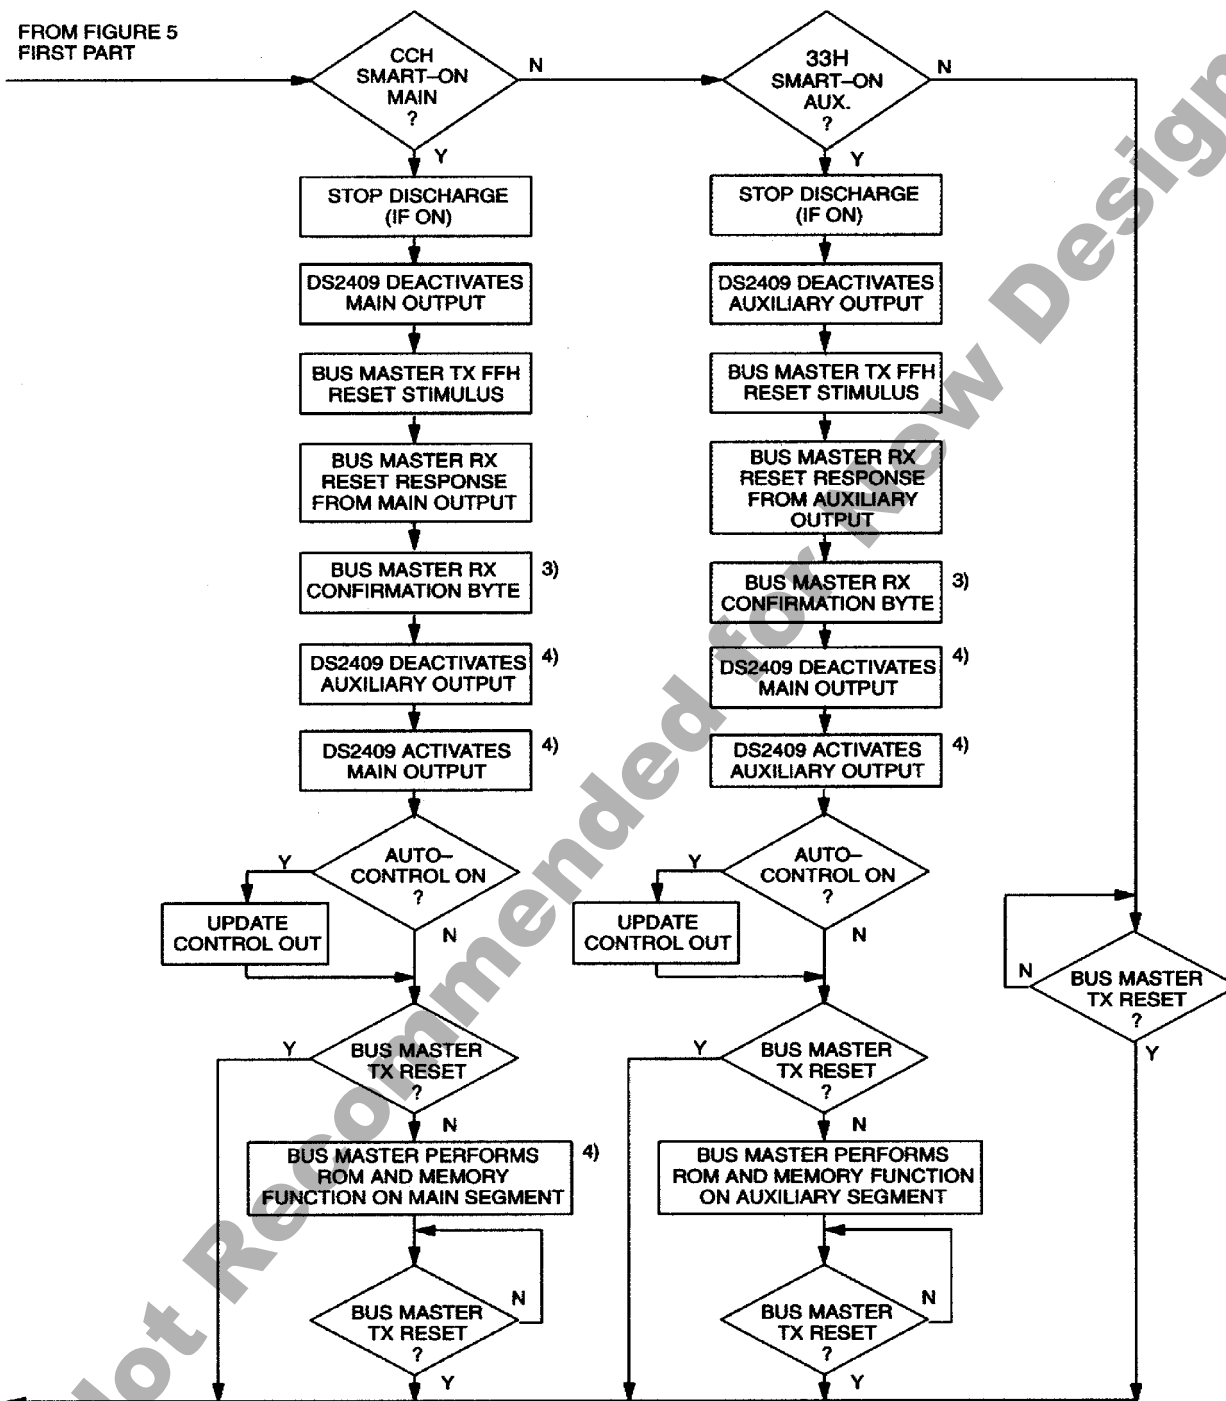 FROM FIGURE 5
FIRST PART
CCH
SMART–ON
MAIN
?
N
Y
STOP DISCHARGE
(IF ON)
DS2409 DEACTIVATES
MAIN OUTPUT
BUS MASTER TX FFH
RESET STIMULUS
BUS MASTER RX
RESET RESPONSE
FROM MAIN OUTPUT
BUS MASTER RX
CONFIRMATION BYTE
3)
DS2409 DEACTIVATES
AUXILIARY OUTPUT
4)
DS2409 ACTIVATES
MAIN OUTPUT
4)
AUTO–
CONTROL ON
?
Y
N
UPDATE
CONTROL OUT
BUS MASTER
TX RESET
?
Y
N
BUS MASTER PERFORMS
ROM AND MEMORY
FUNCTION ON MAIN SEGMENT
4)
BUS MASTER
TX RESET
?
N
Y
33H
SMART–ON
AUX.
?
N
Y
STOP DISCHARGE
(IF ON)
DS2409 DEACTIVATES
AUXILIARY OUTPUT
BUS MASTER TX FFH
RESET STIMULUS
BUS MASTER RX
RESET RESPONSE
FROM AUXILIARY
OUTPUT
BUS MASTER RX
CONFIRMATION BYTE
3)
DS2409 DEACTIVATES
MAIN OUTPUT
4)
DS2409 ACTIVATES
AUXILIARY OUTPUT
4)
AUTO–
CONTROL ON
?
Y
N
UPDATE
CONTROL OUT
BUS MASTER
TX RESET
?
Y
N
BUS MASTER PERFORMS
ROM AND MEMORY FUNCTION
ON AUXILIARY SEGMENT
BUS MASTER
TX RESET
?
N
Y
BUS MASTER
TX RESET
?
N
Y
Not Recommended for New Design